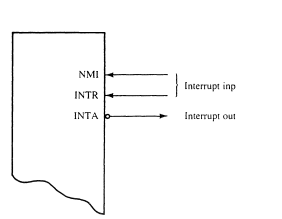 NMI
INTR
Interrupt inp
INTA
Interrupt out